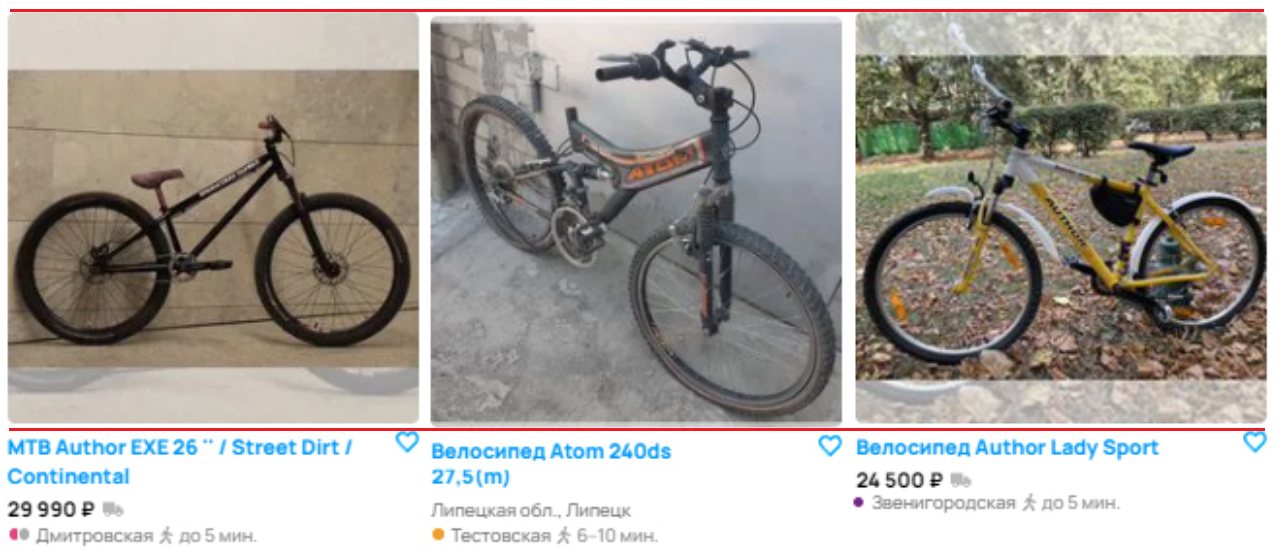 ATOM
AUTHOR
MTB Author EXE 26 '' / Street Dirt /
Continental
29 990 ₽
Дмитровская до 5 мин.
Велосипед Atom 240ds
27,5(m)
Липецкая обл., Липецк
Тестовская 6–10 мин.
Велосипед Author Lady Sport
24 500 ₽
Звенигородская до 5 мин.